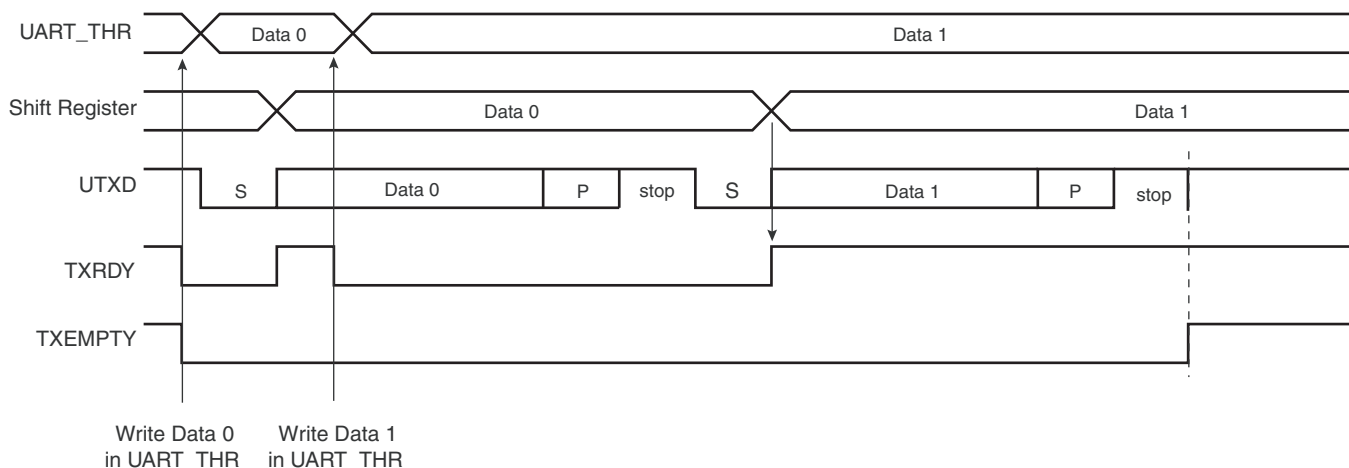 UART_THR Data 0 Data 1
Shift Register Data 0 Data 1
UTXD S Data 0 P stop S Data 1 P stop
TXRDY
TXEMPTY
Write Data 0 Write Data 1
in UART_THR in UART_THR